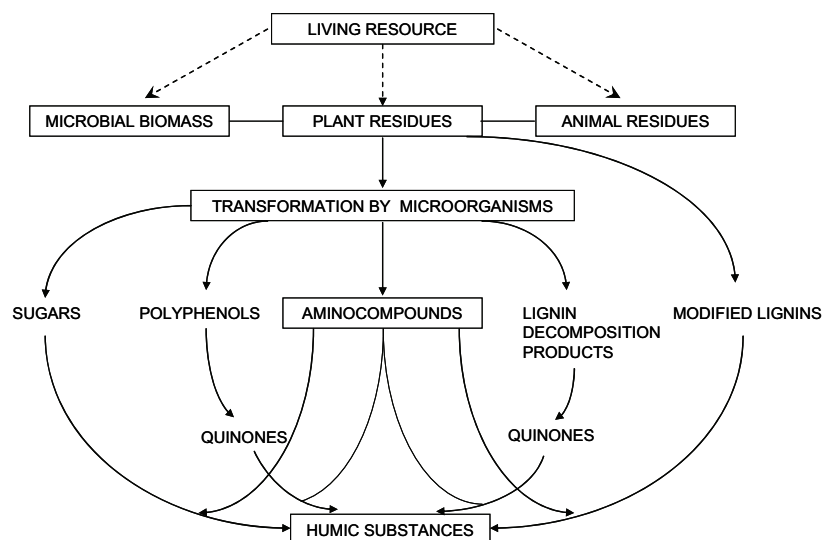 LIVING RESOURCE
MICROBIAL BIOMASS
PLANT RESIDUES
ANIMAL RESIDUES
TRANSFORMATION BY MICROORGANISMS
SUGARS
POLYPHENOLS
AMINOCOMPOUNDS
LIGNIN
DECOMPOSITION
PRODUCTS
MODIFIED LIGNINS
QUINONES
QUINONES
HUMIC SUBSTANCES